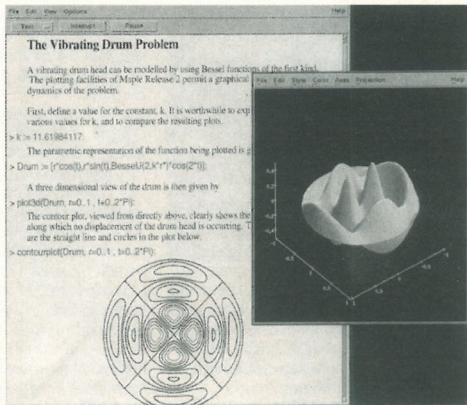 File Edit View Options Help
Text Interrupt Pause
The Vibrating Drum Problem
A vibrating drum head can be modelled by using Bessel functions of the first kind.
The plotting facilities of Maple Release 2 permit a graphical
dynamics of the problem.
First, define a value for the constant, k. It is worthwhile to exp
various values for k, and to compare the resulting plots.
> k := 11.61984117:
The parametric representation of the function being plotted is g
> Drum := [r*cos(t),r*sin(t),BesselJ(2,k*r*)*cos(2*t)]:
A three dimensional view of the drum is then given by
> plot3d(Drum, r=0..1 , t=0..2*Pi);
The contour plot, viewed from directly above, clearly shows the
along which no displacement of the drum head is occuring. T
are the straight line and circles in the plot below.
> contourplot(Drum, r=0..1 , t=0..2*Pi);
File Edit Style Color Axes Projection Help